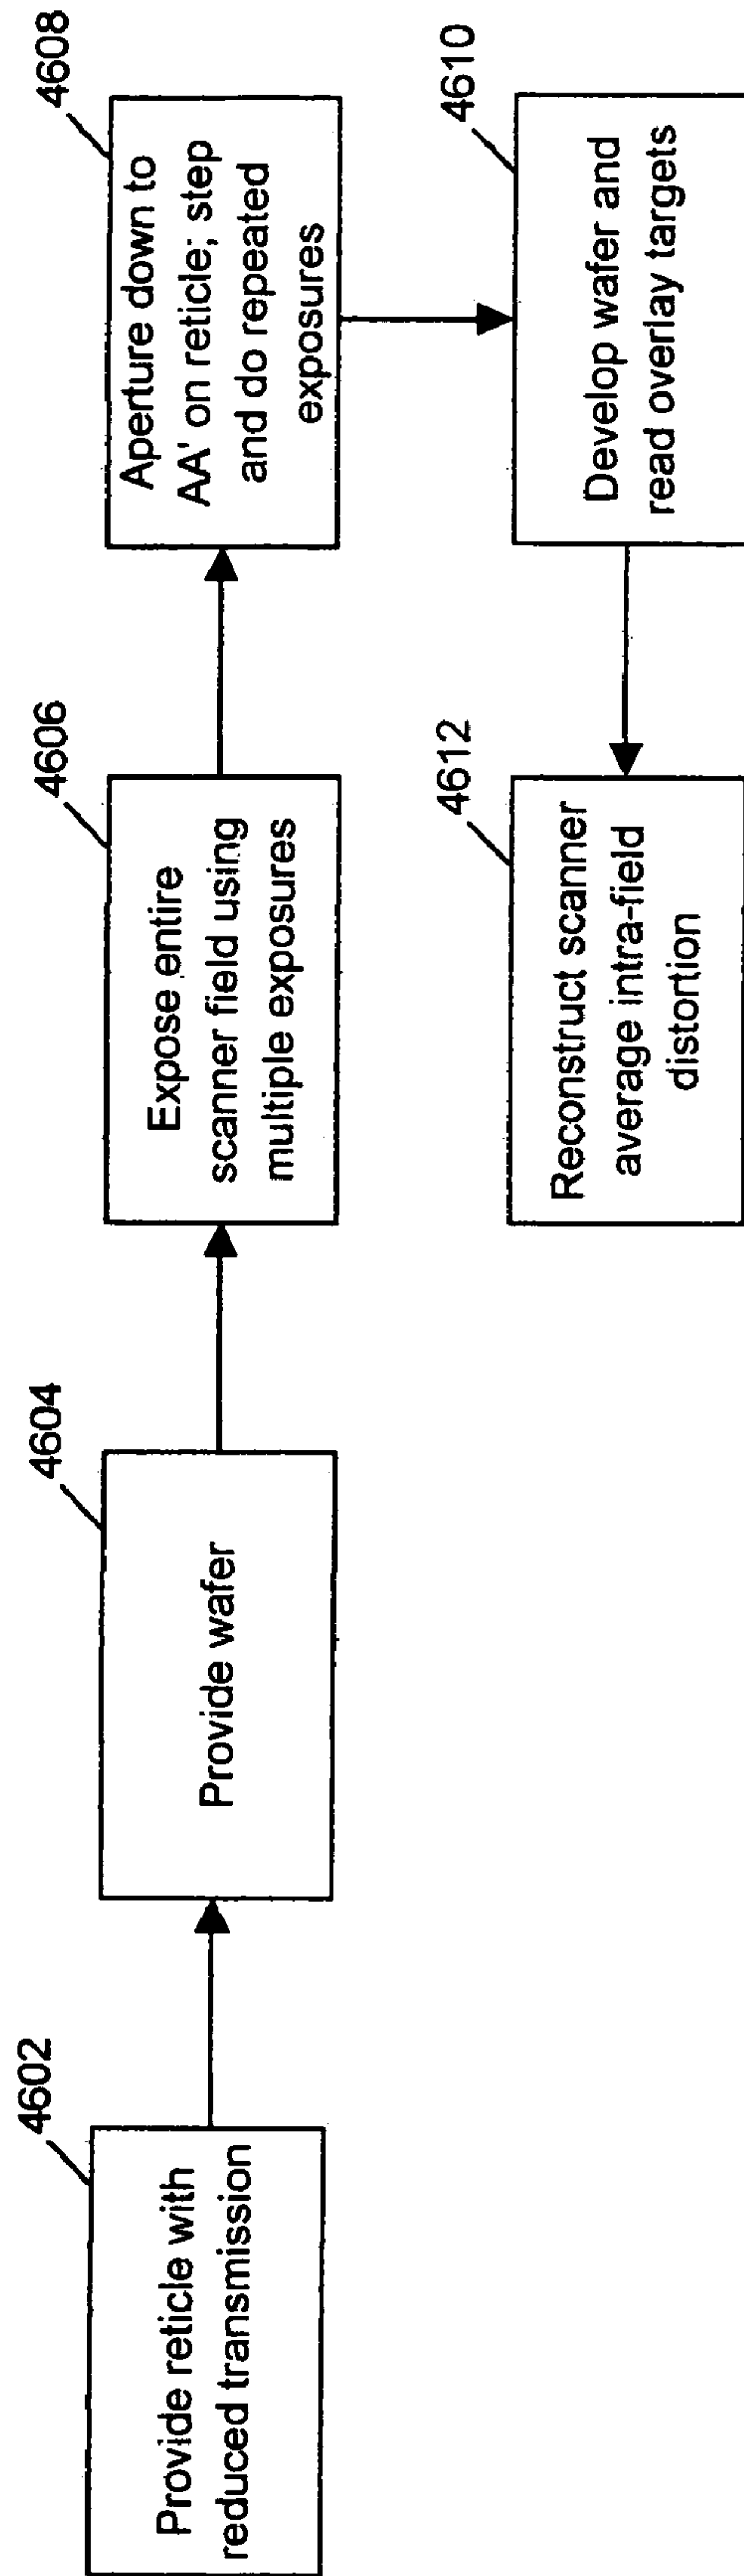 4602
Provide reticle with
reduced transmission
4604
Provide wafer
4606
Expose entire
scanner field using
multiple exposures
4608
Aperture down to
AA' on reticle; step
and do repeated
exposures
4610
Develop wafer and
read overlay targets
4612
Reconstruct scanner
average intra-field
distortion